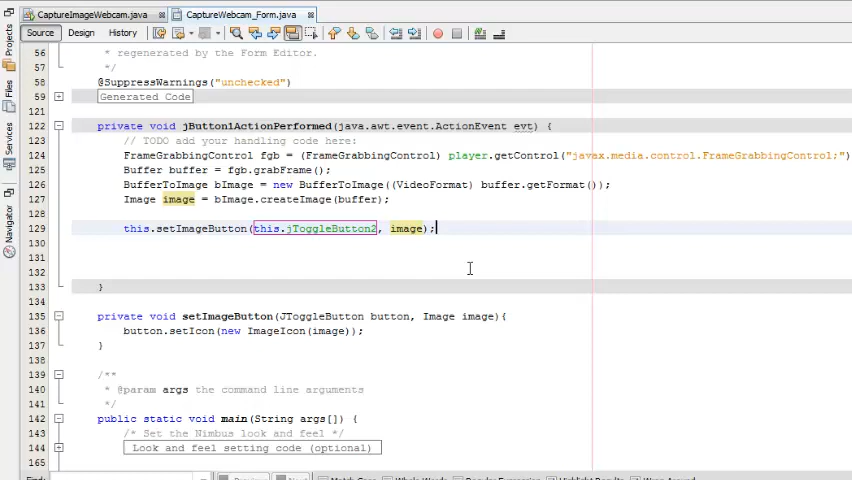 CaptureImageWebcam.java
CaptureWebcam_Form.java
Source Design History
Projects
Files
Services
Navigator
56 * regenerated by the Form Editor.
57 */
58 @SuppressWarnings("unchecked")
59 Generated Code
121
122 private void jButton1ActionPerformed(java.awt.event.ActionEvent evt) {
123 // TODO add your handling code here:
124 FrameGrabbingControl fgb = (FrameGrabbingControl) player.getControl("javax.media.control.FrameGrabbingControl;")
125 Buffer buffer = fgb.grabFrame();
126 BufferToImage bImage = new BufferToImage((VideoFormat) buffer.getFormat());
127 Image image = bImage.createImage(buffer);
128
129 this.setImageButton(this.jToggleButton2, image);
130
131
132
133 }
134
135 private void setImageButton(JToggleButton button, Image image){
136 button.setIcon(new ImageIcon(image));
137 }
138
139 /**
140 * @param args the command line arguments
141 */
142 public static void main(String args[]) {
143 /* Set the Nimbus look and feel */
144 Look and feel setting code (optional)
165